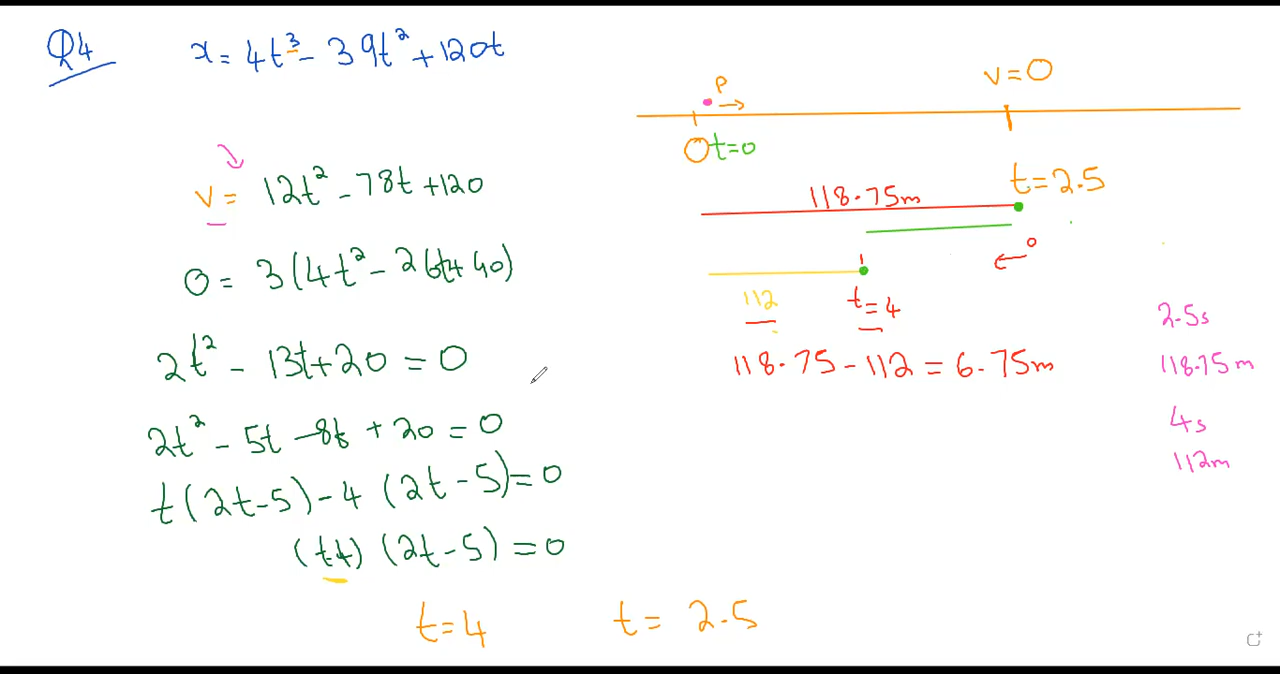 Q4 x = 4t³ - 39t² + 120t
v = 12t² - 78t + 120
0 = 3(4t² - 26t + 40)
2t² - 13t + 20 = 0
2t² - 5t - 8t + 20 = 0
t(2t - 5) - 4(2t - 5) = 0
(t-4)(2t - 5) = 0
t = 4 t = 2.5
P
v = 0
O t=0
t = 2.5
118.75m
0
112
t = 4
118.75 - 112 = 6.75m
2.5s
118.75m
4s
112m